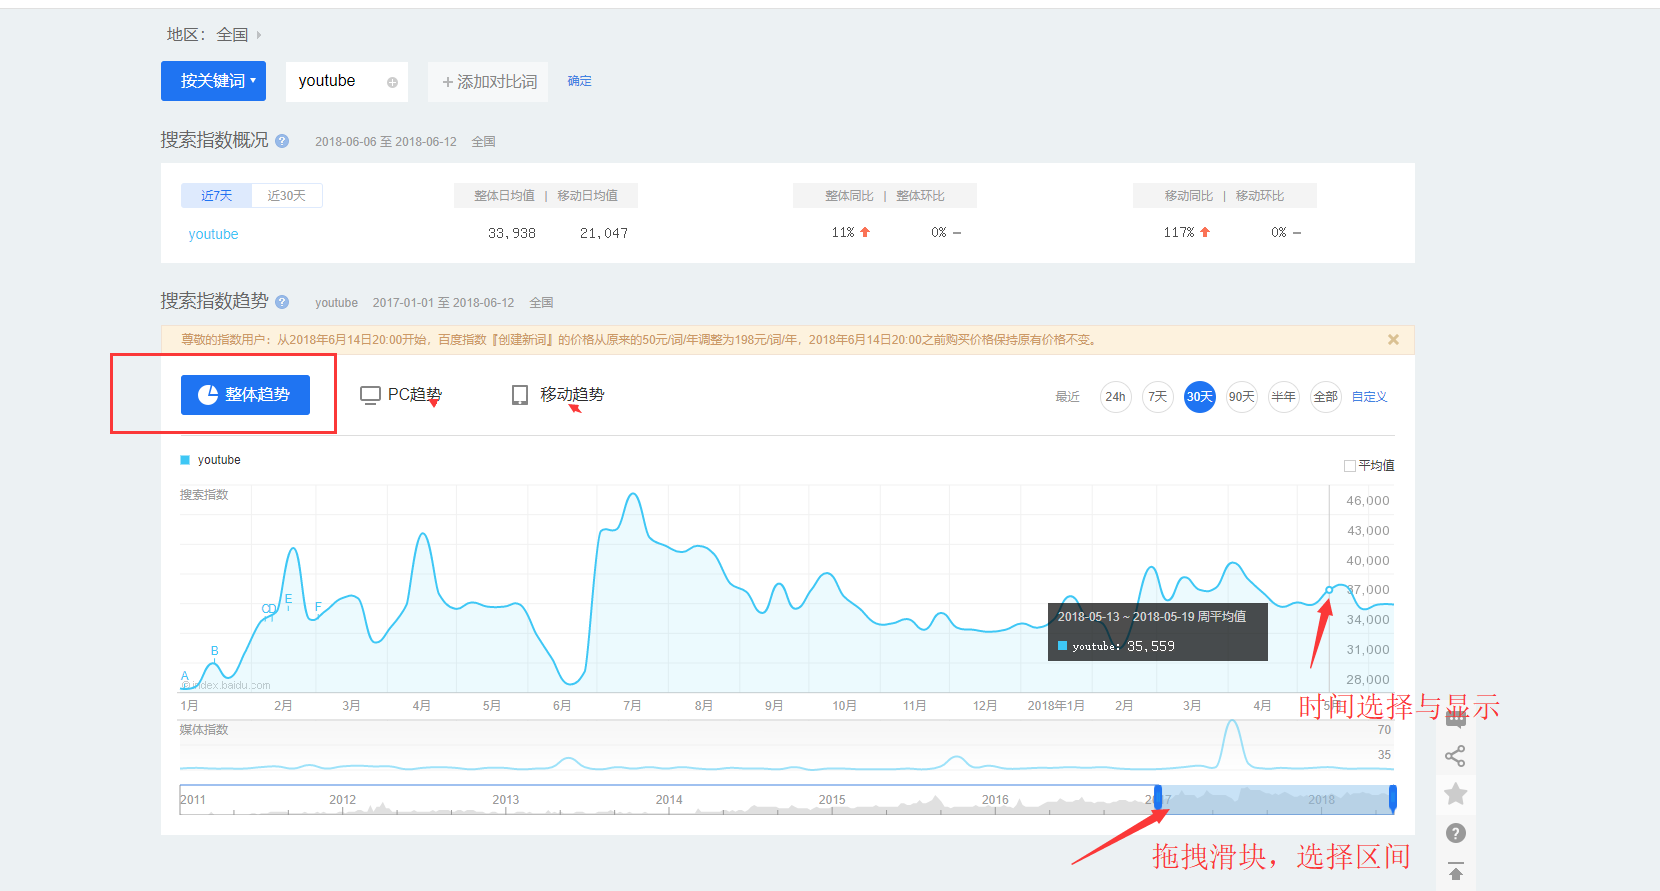 地区： 全国
按关键词 youtube +添加对比词 确定
搜索指数概况 ? 2018-06-06 至 2018-06-12 全国
近7天 近30天 整体日均值 | 移动日均值 整体同比 | 整体环比 移动同比 | 移动环比
youtube 33,938 21,047 11% 0% 117% 0%
搜索指数趋势 ? youtube 2017-01-01 至 2018-06-12 全国
尊敬的指数用户：从2018年6月14日20:00开始，百度指数『创建新词』的价格从原来的50元/词/年调整为198元/词/年，2018年6月14日20:00之前购买价格保持原有价格不变。
整体趋势 PC趋势 移动趋势 最近 24h 7天 30天 90天 半年 全部 自定义
youtube
平均值
搜索指数
46,000
43,000
40,000
37,000
34,000
31,000
28,000
A
B
C
D
E
F
2018-05-13 ~ 2018-05-19 周平均值
youtube: 35,559
©index.baidu.com
1月 2月 3月 4月 5月 6月 7月 8月 9月 10月 11月 12月 2018年1月 2月 3月 4月 5月
时间选择与显示
媒体指数
70
35
2011 2012 2013 2014 2015 2016 2017 2018
拖拽滑块，选择区间